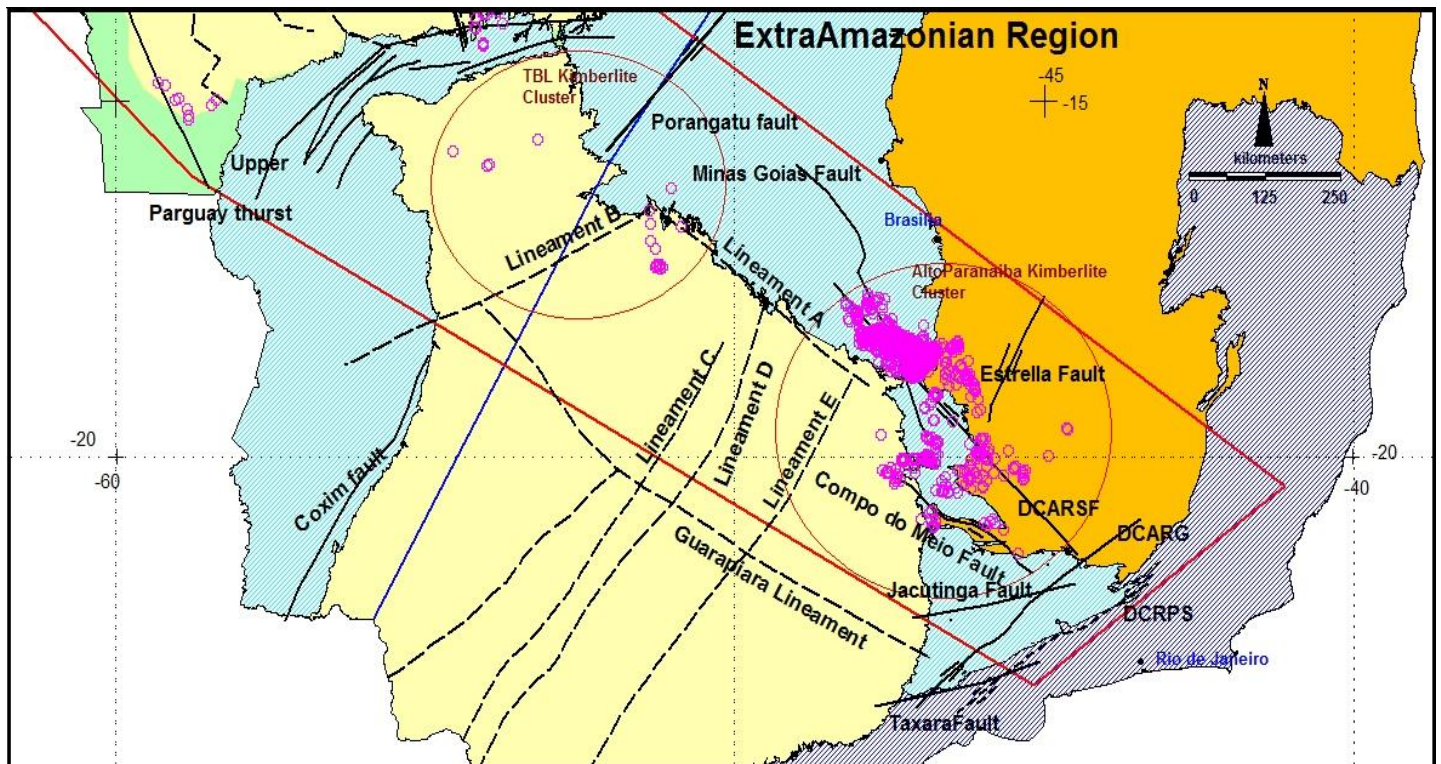 ExtraAmazonian Region
TBL Kimberlite
Cluster
-45
-15
N
Porangatu fault
kilometers
Upper
Minas Goias Fault
0 125 250
Parguay thurst
Brasilia
Lineament B
Lineament A
AltoParanaiba Kimberlite
Cluster
Estrella Fault
Lineament C
Lineament D
Lineament E
-20
-20
-60
-40
Coxim fault
Compo do Meio Fault
DCARSF
DCARG
Guarapiara Lineament
Jacutinga Fault
DCRPS
Rio de Janeiro
TaxaraFault